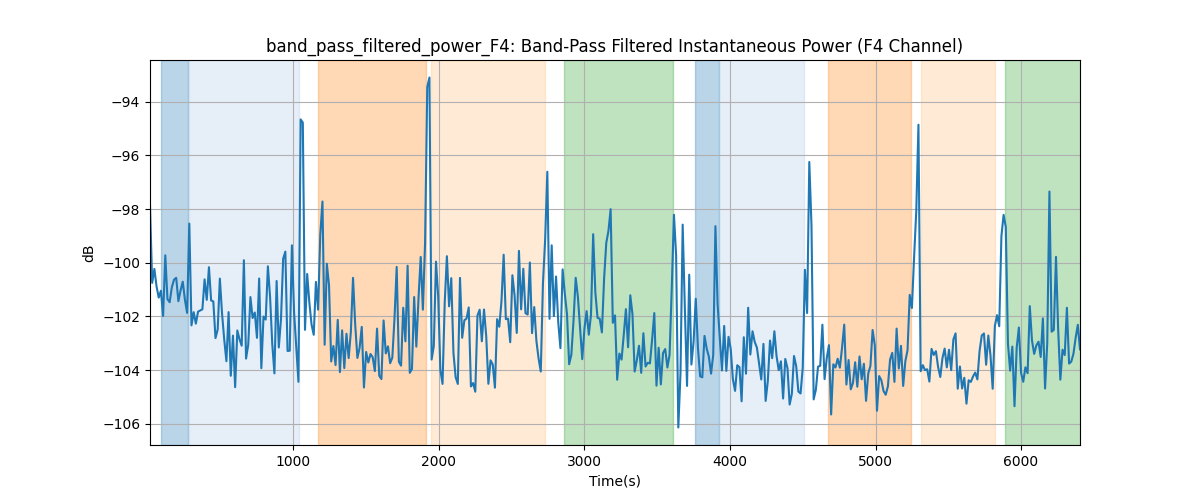 band_pass_filtered_power_F4: Band-Pass Filtered Instantaneous Power (F4 Channel)
dB
−94
−96
−98
−100
−102
−104
−106
1000 2000 3000 4000 5000 6000
Time(s)